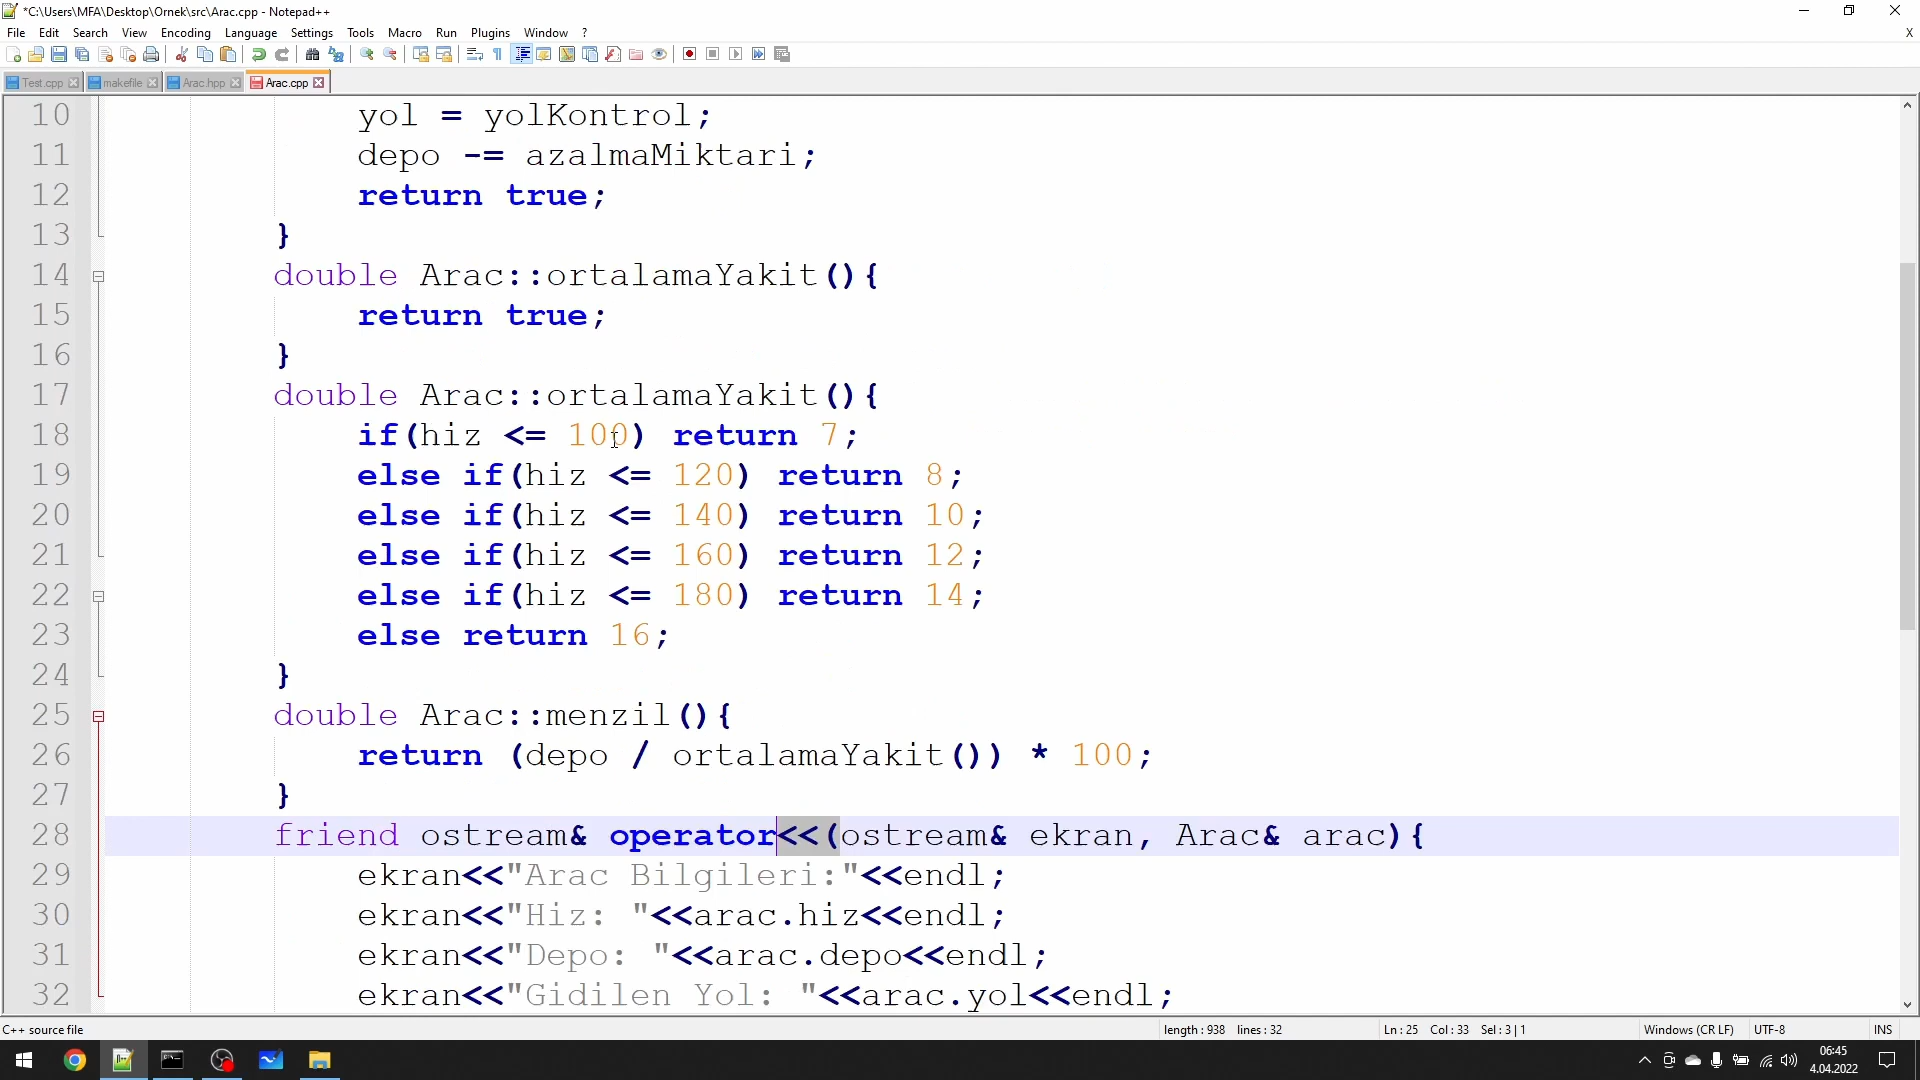 *C:\Users\MFA\Desktop\Ornek\src\Arac.cpp - Notepad++
File Edit Search View Encoding Language Settings Tools Macro Run Plugins Window ? X
Test.cpp makefile Arac.hpp Arac.cpp
10 yol = yolKontrol;
11 depo -= azalmaMiktari;
12 return true;
13 }
14 double Arac::ortalamaYakit(){
15 return true;
16 }
17 double Arac::ortalamaYakit(){
18 if(hiz <= 100) return 7;
19 else if(hiz <= 120) return 8;
20 else if(hiz <= 140) return 10;
21 else if(hiz <= 160) return 12;
22 else if(hiz <= 180) return 14;
23 else return 16;
24 }
25 double Arac::menzil(){
26 return (depo / ortalamaYakit()) * 100;
27 }
28 friend ostream& operator<<(ostream& ekran, Arac& arac){
29 ekran<<"Arac Bilgileri:"<<endl;
30 ekran<<"Hiz: "<<arac.hiz<<endl;
31 ekran<<"Depo: "<<arac.depo<<endl;
32 ekran<<"Gidilen Yol: "<<arac.yol<<endl;
C++ source file length : 938 lines : 32 Ln : 25 Col : 33 Sel : 3 | 1 Windows (CR LF) UTF-8 INS
06:45
4.04.2022